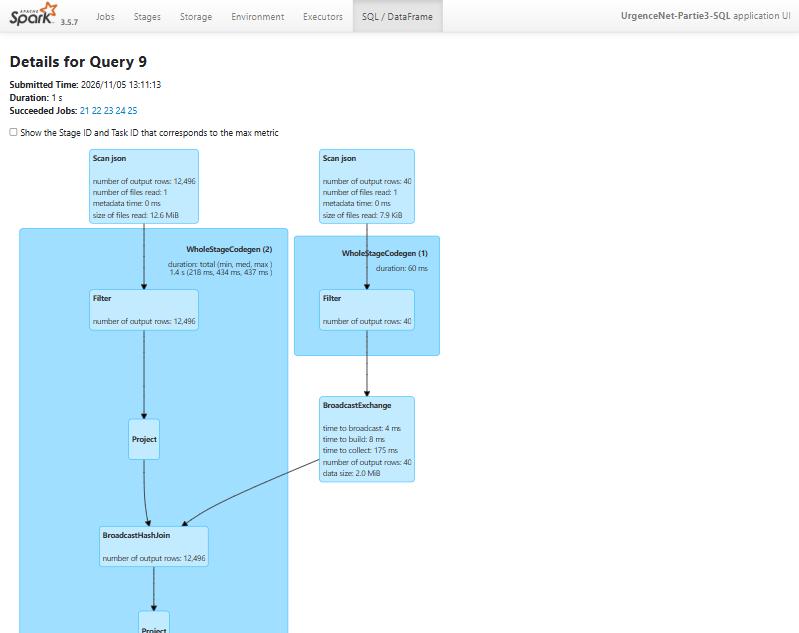 APACHE
Spark 3.5.7 Jobs Stages Storage Environment Executors SQL / DataFrame UrgenceNet-Partie3-SQL application UI
Details for Query 9
Submitted Time: 2026/11/05 13:11:13
Duration: 1 s
Succeeded Jobs: 21 22 23 24 25
Show the Stage ID and Task ID that corresponds to the max metric
Scan json
number of output rows: 12,496
number of files read: 1
metadata time: 0 ms
size of files read: 12.6 MiB
Scan json
number of output rows: 40
number of files read: 1
metadata time: 0 ms
size of files read: 7.9 KiB
WholeStageCodegen (2)
duration: total (min, med, max )
1.4 s (218 ms, 434 ms, 437 ms )
WholeStageCodegen (1)
duration: 60 ms
Filter
number of output rows: 12,496
Filter
number of output rows: 40
Project
BroadcastExchange
time to broadcast: 4 ms
time to build: 8 ms
time to collect: 175 ms
number of output rows: 40
data size: 2.0 MiB
BroadcastHashJoin
number of output rows: 12,496
Project